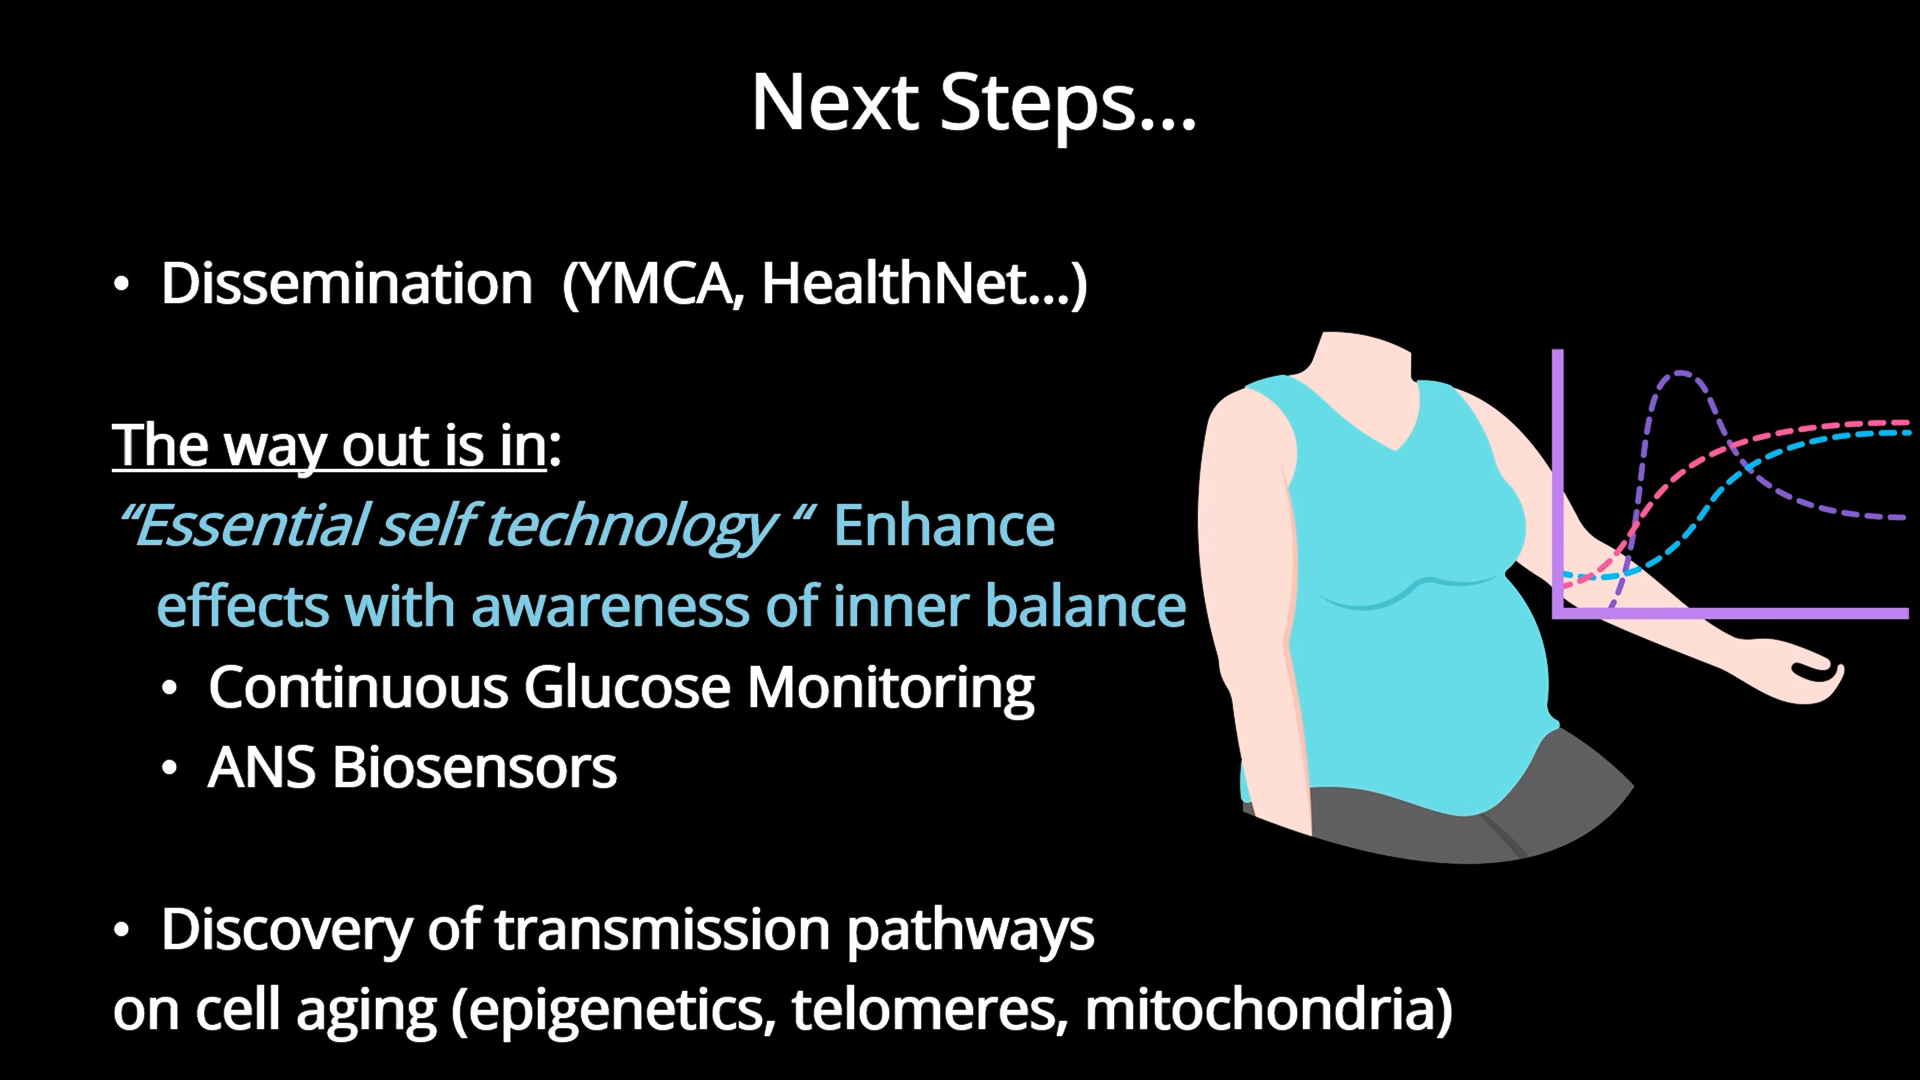 Next Steps...
• Dissemination (YMCA, HealthNet...)
The way out is in:
“Essential self technology “ Enhance
effects with awareness of inner balance
• Continuous Glucose Monitoring
• ANS Biosensors
• Discovery of transmission pathways
on cell aging (epigenetics, telomeres, mitochondria)